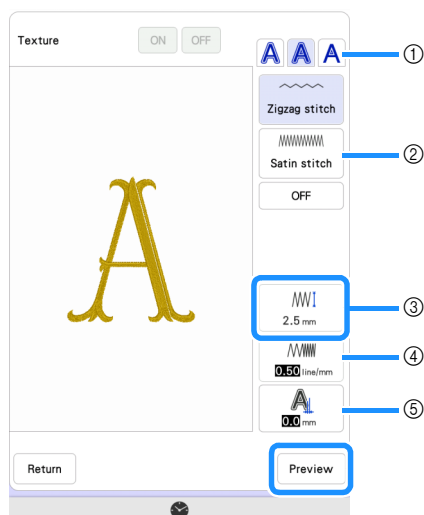 Texture
ON OFF
A A A
①
Zigzag stitch
②
Satin stitch
OFF
A
③
2.5 mm
④
0.50 line/mm
A
⑤
0.0 mm
Return
Preview